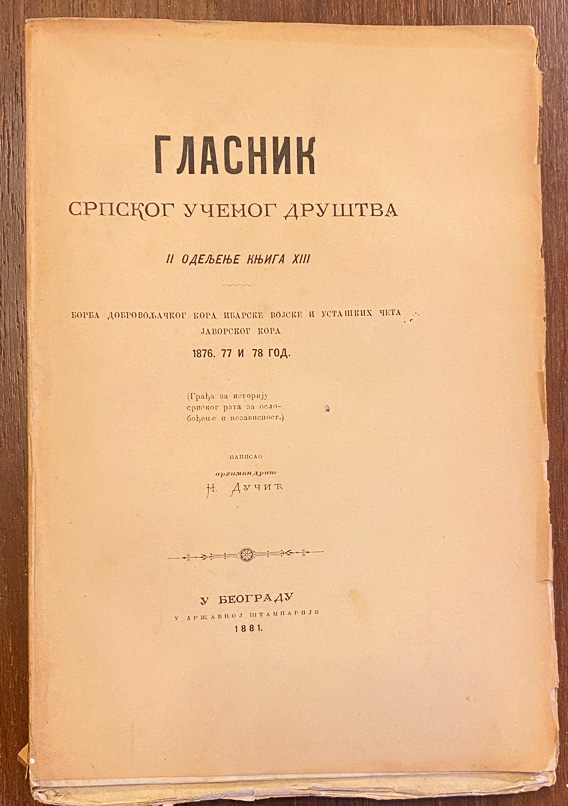 ГЛАСНИК
СРПСКОГ УЧЕНОГ ДРУШТВА
II ОДЕЉЕЊЕ КЊИГА XIII
БОРБА ДОБРОВОЉАЧКОГ КОРА ИБАРСКЕ ВОЈСКЕ И УСТАШКИХ ЧЕТА
ЈАВОРСКОГ КОРА
1876, 77 И 78 ГОД.
(Грађа за историју
српског рата за осло-
бођење и независност.)
НАПИСАО
архимандрит
Н. ДУЧИЋ
У БЕОГРАДУ
У ДРЖАВНОЈ ШТАМПАРИЈИ
1881.